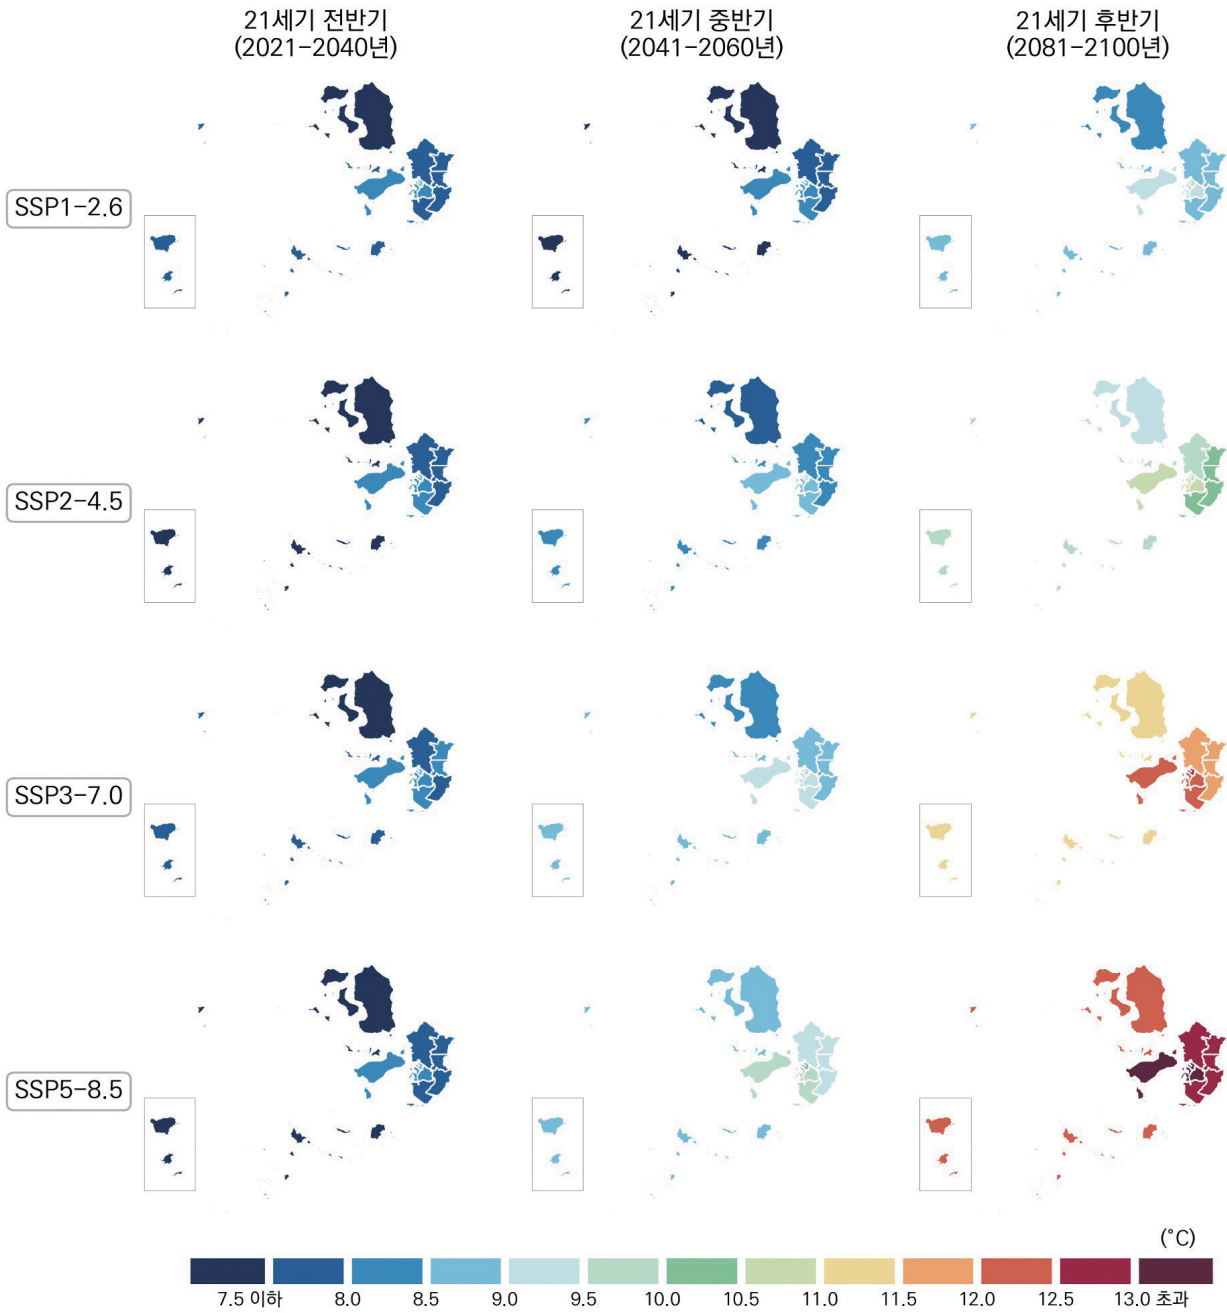 21세기 전반기
(2021-2040년)
21세기 중반기
(2041-2060년)
21세기 후반기
(2081-2100년)
SSP1-2.6
SSP2-4.5
SSP3-7.0
SSP5-8.5
(°C)
7.5 이하 8.0 8.5 9.0 9.5 10.0 10.5 11.0 11.5 12.0 12.5 13.0 초과